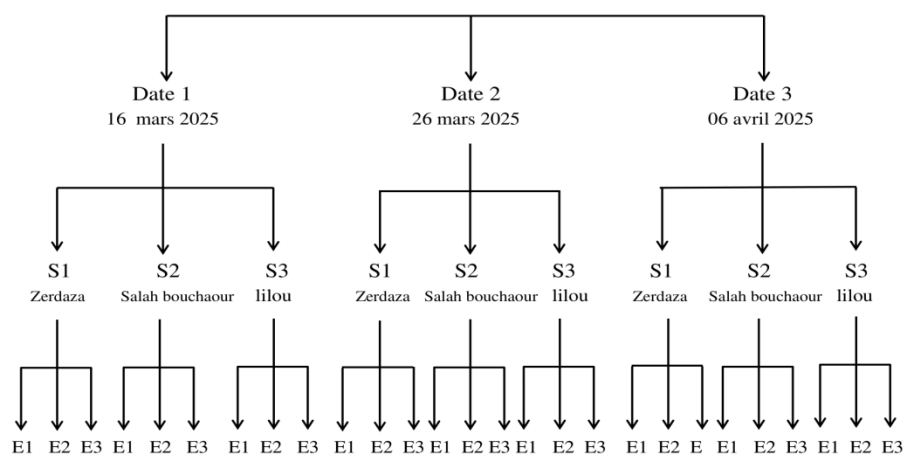 Date 1 Date 2 Date 3
16 mars 2025 26 mars 2025 06 avril 2025
S1 S2 S3 S1 S2 S3 S1 S2 S3
Zerdaza Salah bouchaour lilou Zerdaza Salah bouchaour lilou Zerdaza Salah bouchaour lilou
E1 E2 E3 E1 E2 E3 E1 E2 E3 E1 E2 E3 E1 E2 E3 E1 E2 E3 E1 E2 E E1 E2 E3 E1 E2 E3